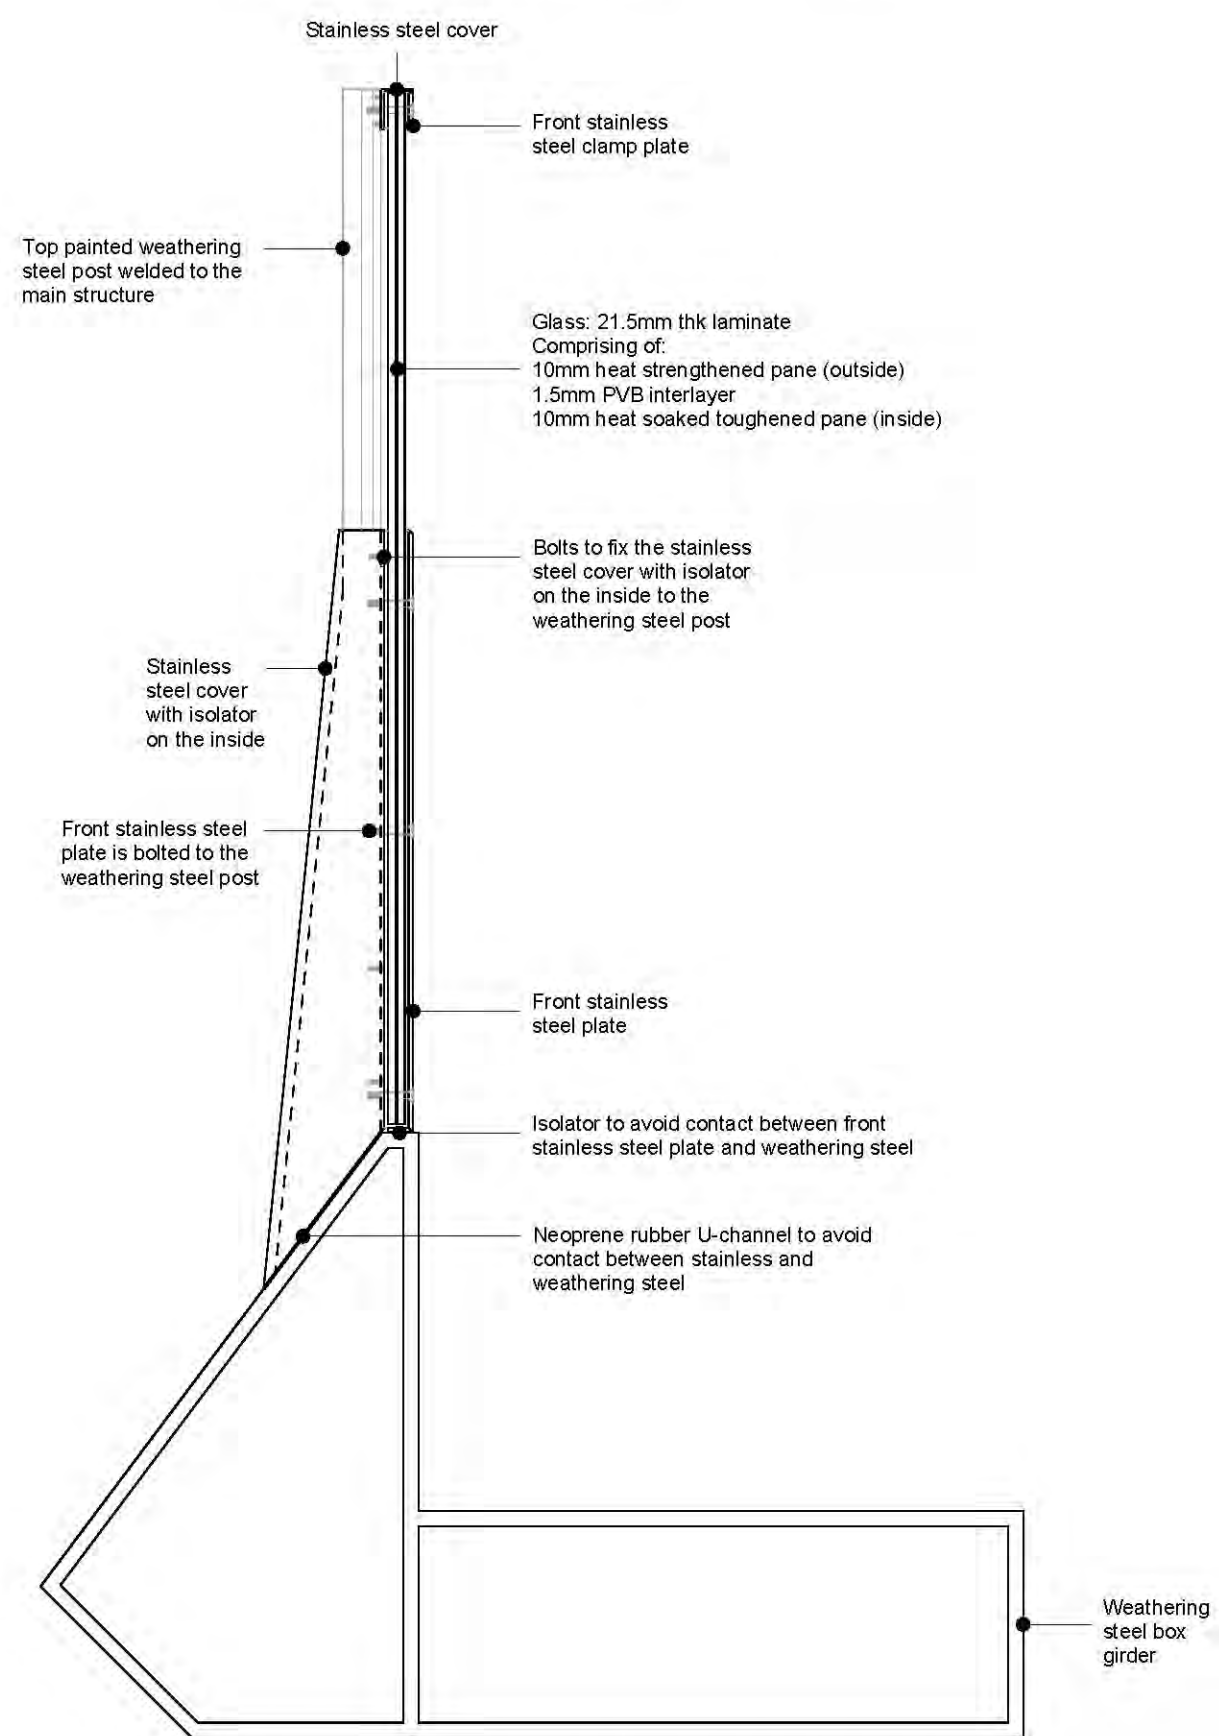 Stainless steel cover
Front stainless
steel clamp plate
Top painted weathering
steel post welded to the
main structure
Glass: 21.5mm thk laminate
Comprising of:
10mm heat strengthened pane (outside)
1.5mm PVB interlayer
10mm heat soaked toughened pane (inside)
Bolts to fix the stainless
steel cover with isolator
on the inside to the
weathering steel post
Stainless
steel cover
with isolator
on the inside
Front stainless steel
plate is bolted to the
weathering steel post
Front stainless
steel plate
Isolator to avoid contact between front
stainless steel plate and weathering steel
Neoprene rubber U-channel to avoid
contact between stainless and
weathering steel
Weathering
steel box
girder